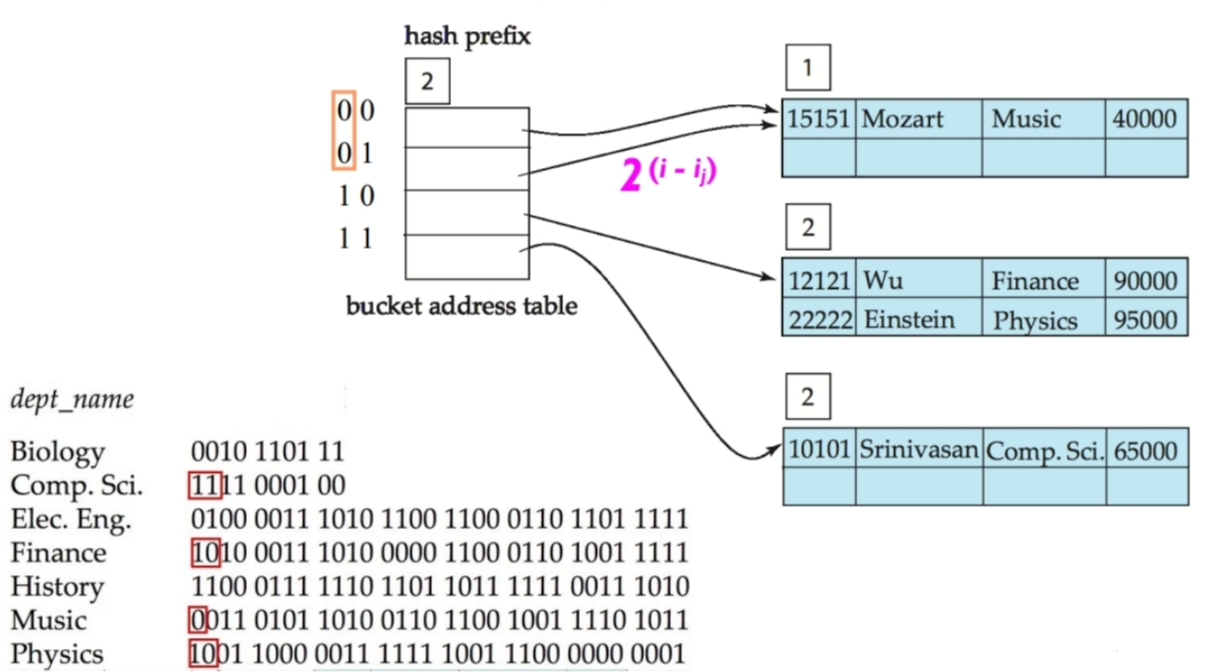 hash prefix
2
0 0
0 1
1 0
1 1
bucket address table
2 (i - ij)
1
15151 Mozart Music 40000
2
12121 Wu Finance 90000
22222 Einstein Physics 95000
2
10101 Srinivasan Comp. Sci. 65000
dept_name
Biology 0010 1101 11
Comp. Sci. 1111 0001 00
Elec. Eng. 0100 0011 1010 1100 1100 0110 1101 1111
Finance 1010 0011 1010 0000 1100 0110 1001 1111
History 1100 0111 1110 1101 1011 1111 0011 1010
Music 0011 0101 1010 0110 1100 1001 1110 1011
Physics 1001 1000 0011 1111 1001 1100 0000 0001